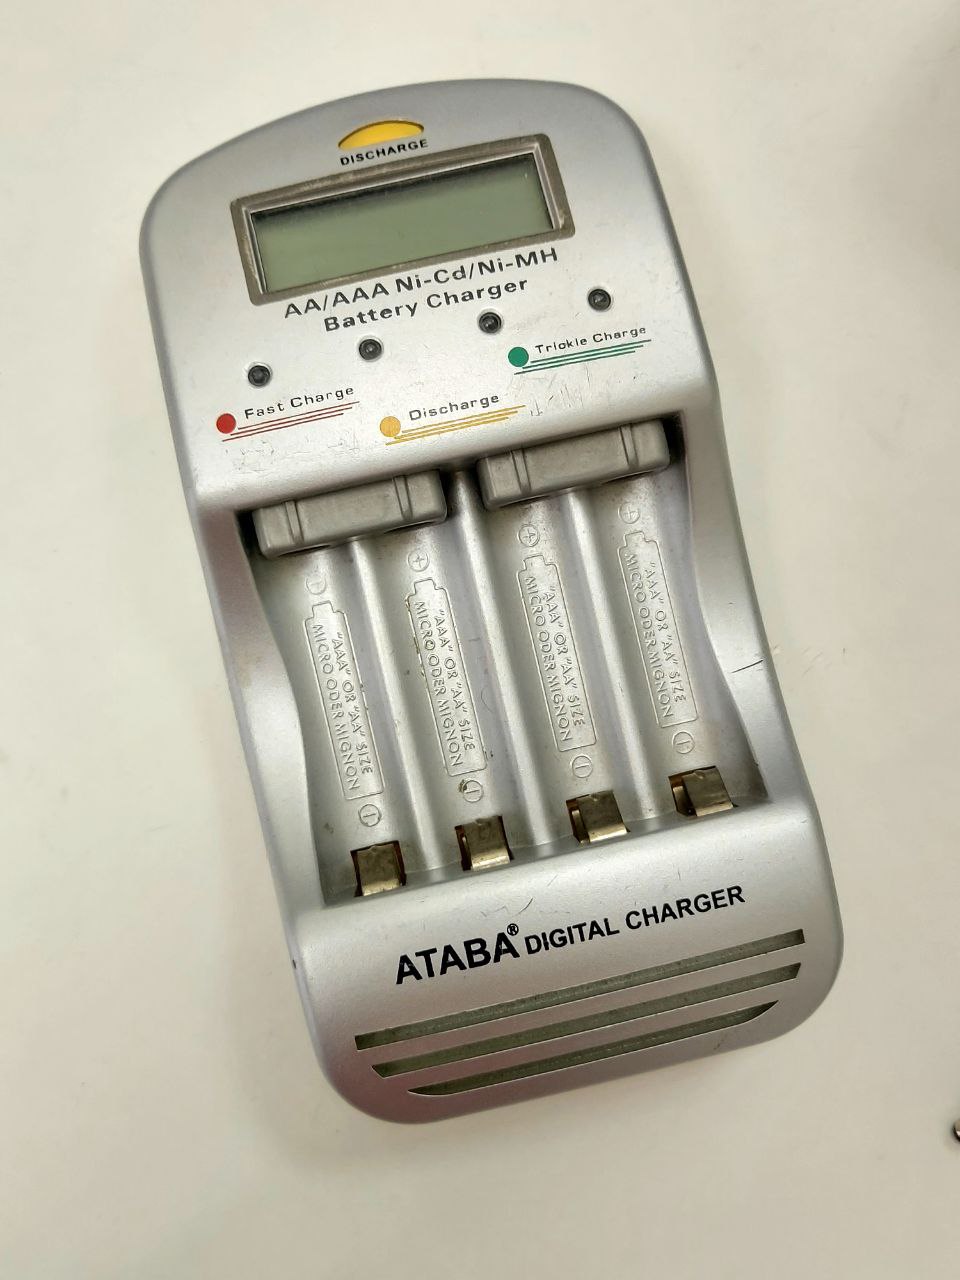 DISCHARGE
AA/AAA Ni-Cd/Ni-MH
Battery Charger
Fast Charge
Discharge
Trickle Charge
"AAA" OR "AA" SIZE
MICRO ODER MIGNON
"AAA" OR "AA" SIZE
MICRO ODER MIGNON
"AAA" OR "AA" SIZE
MICRO ODER MIGNON
"AAA" OR "AA" SIZE
MICRO ODER MIGNON
ATABA® DIGITAL CHARGER